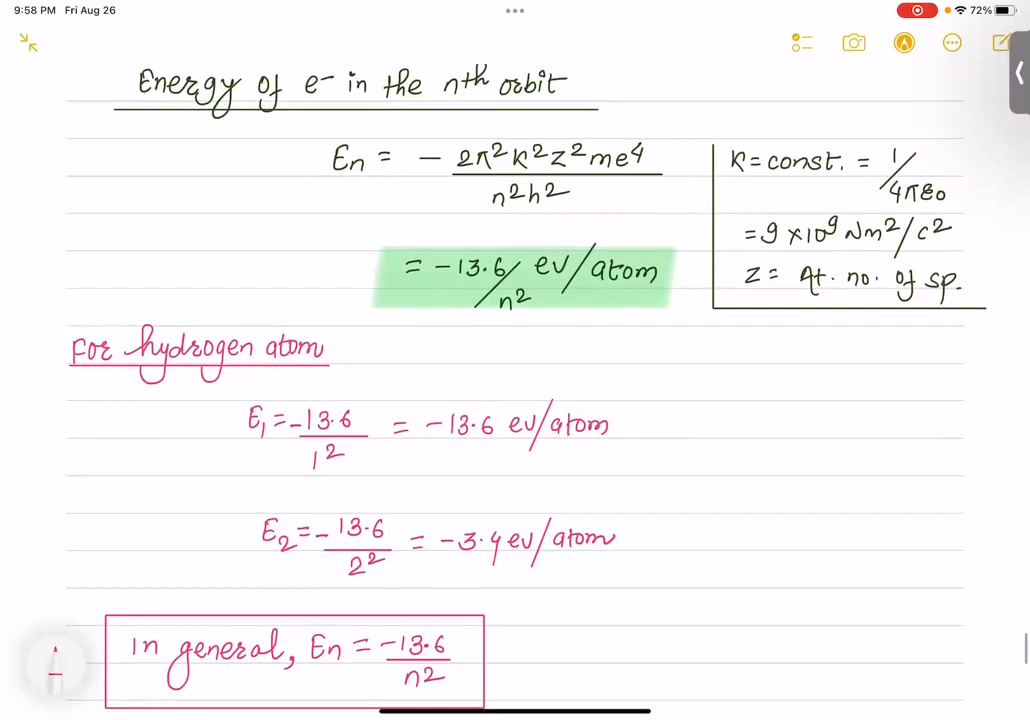 9:58 PM Fri Aug 26
72%
Energy of e- in the nth orbit
En = - 2π²K²z²me⁴ / n²h²
= -13.6/n² ev/atom
K = const. = 1/4πε0
= 9 × 10⁹ Nm²/c²
z = At. no. of sp.
For hydrogen atom
E₁ = -13.6 / 1² = -13.6 ev/atom
E₂ = -13.6 / 2² = -3.4 ev/atom
In general, En = -13.6 / n²